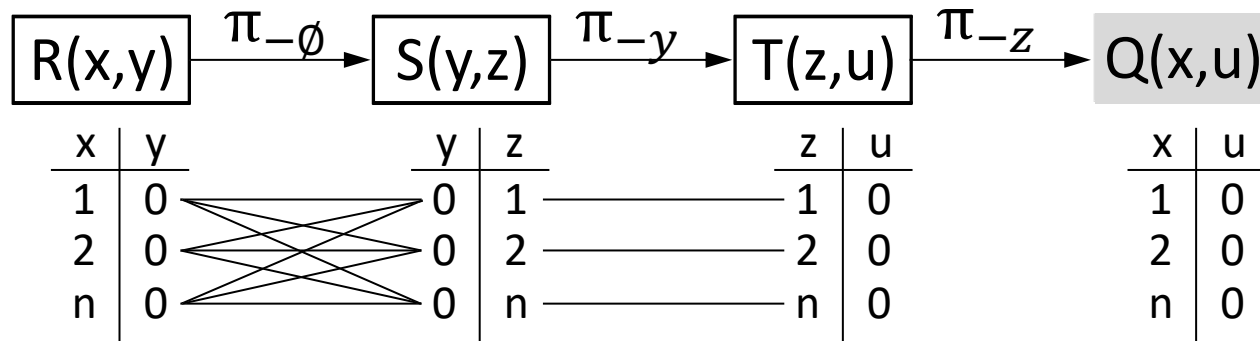 π₋∅ π₋y π₋z
R(x,y) S(y,z) T(z,u) Q(x,u)
x y y z z u x u
1 0 0 1 1 0 1 0
2 0 0 2 2 0 2 0
n 0 0 n n 0 n 0